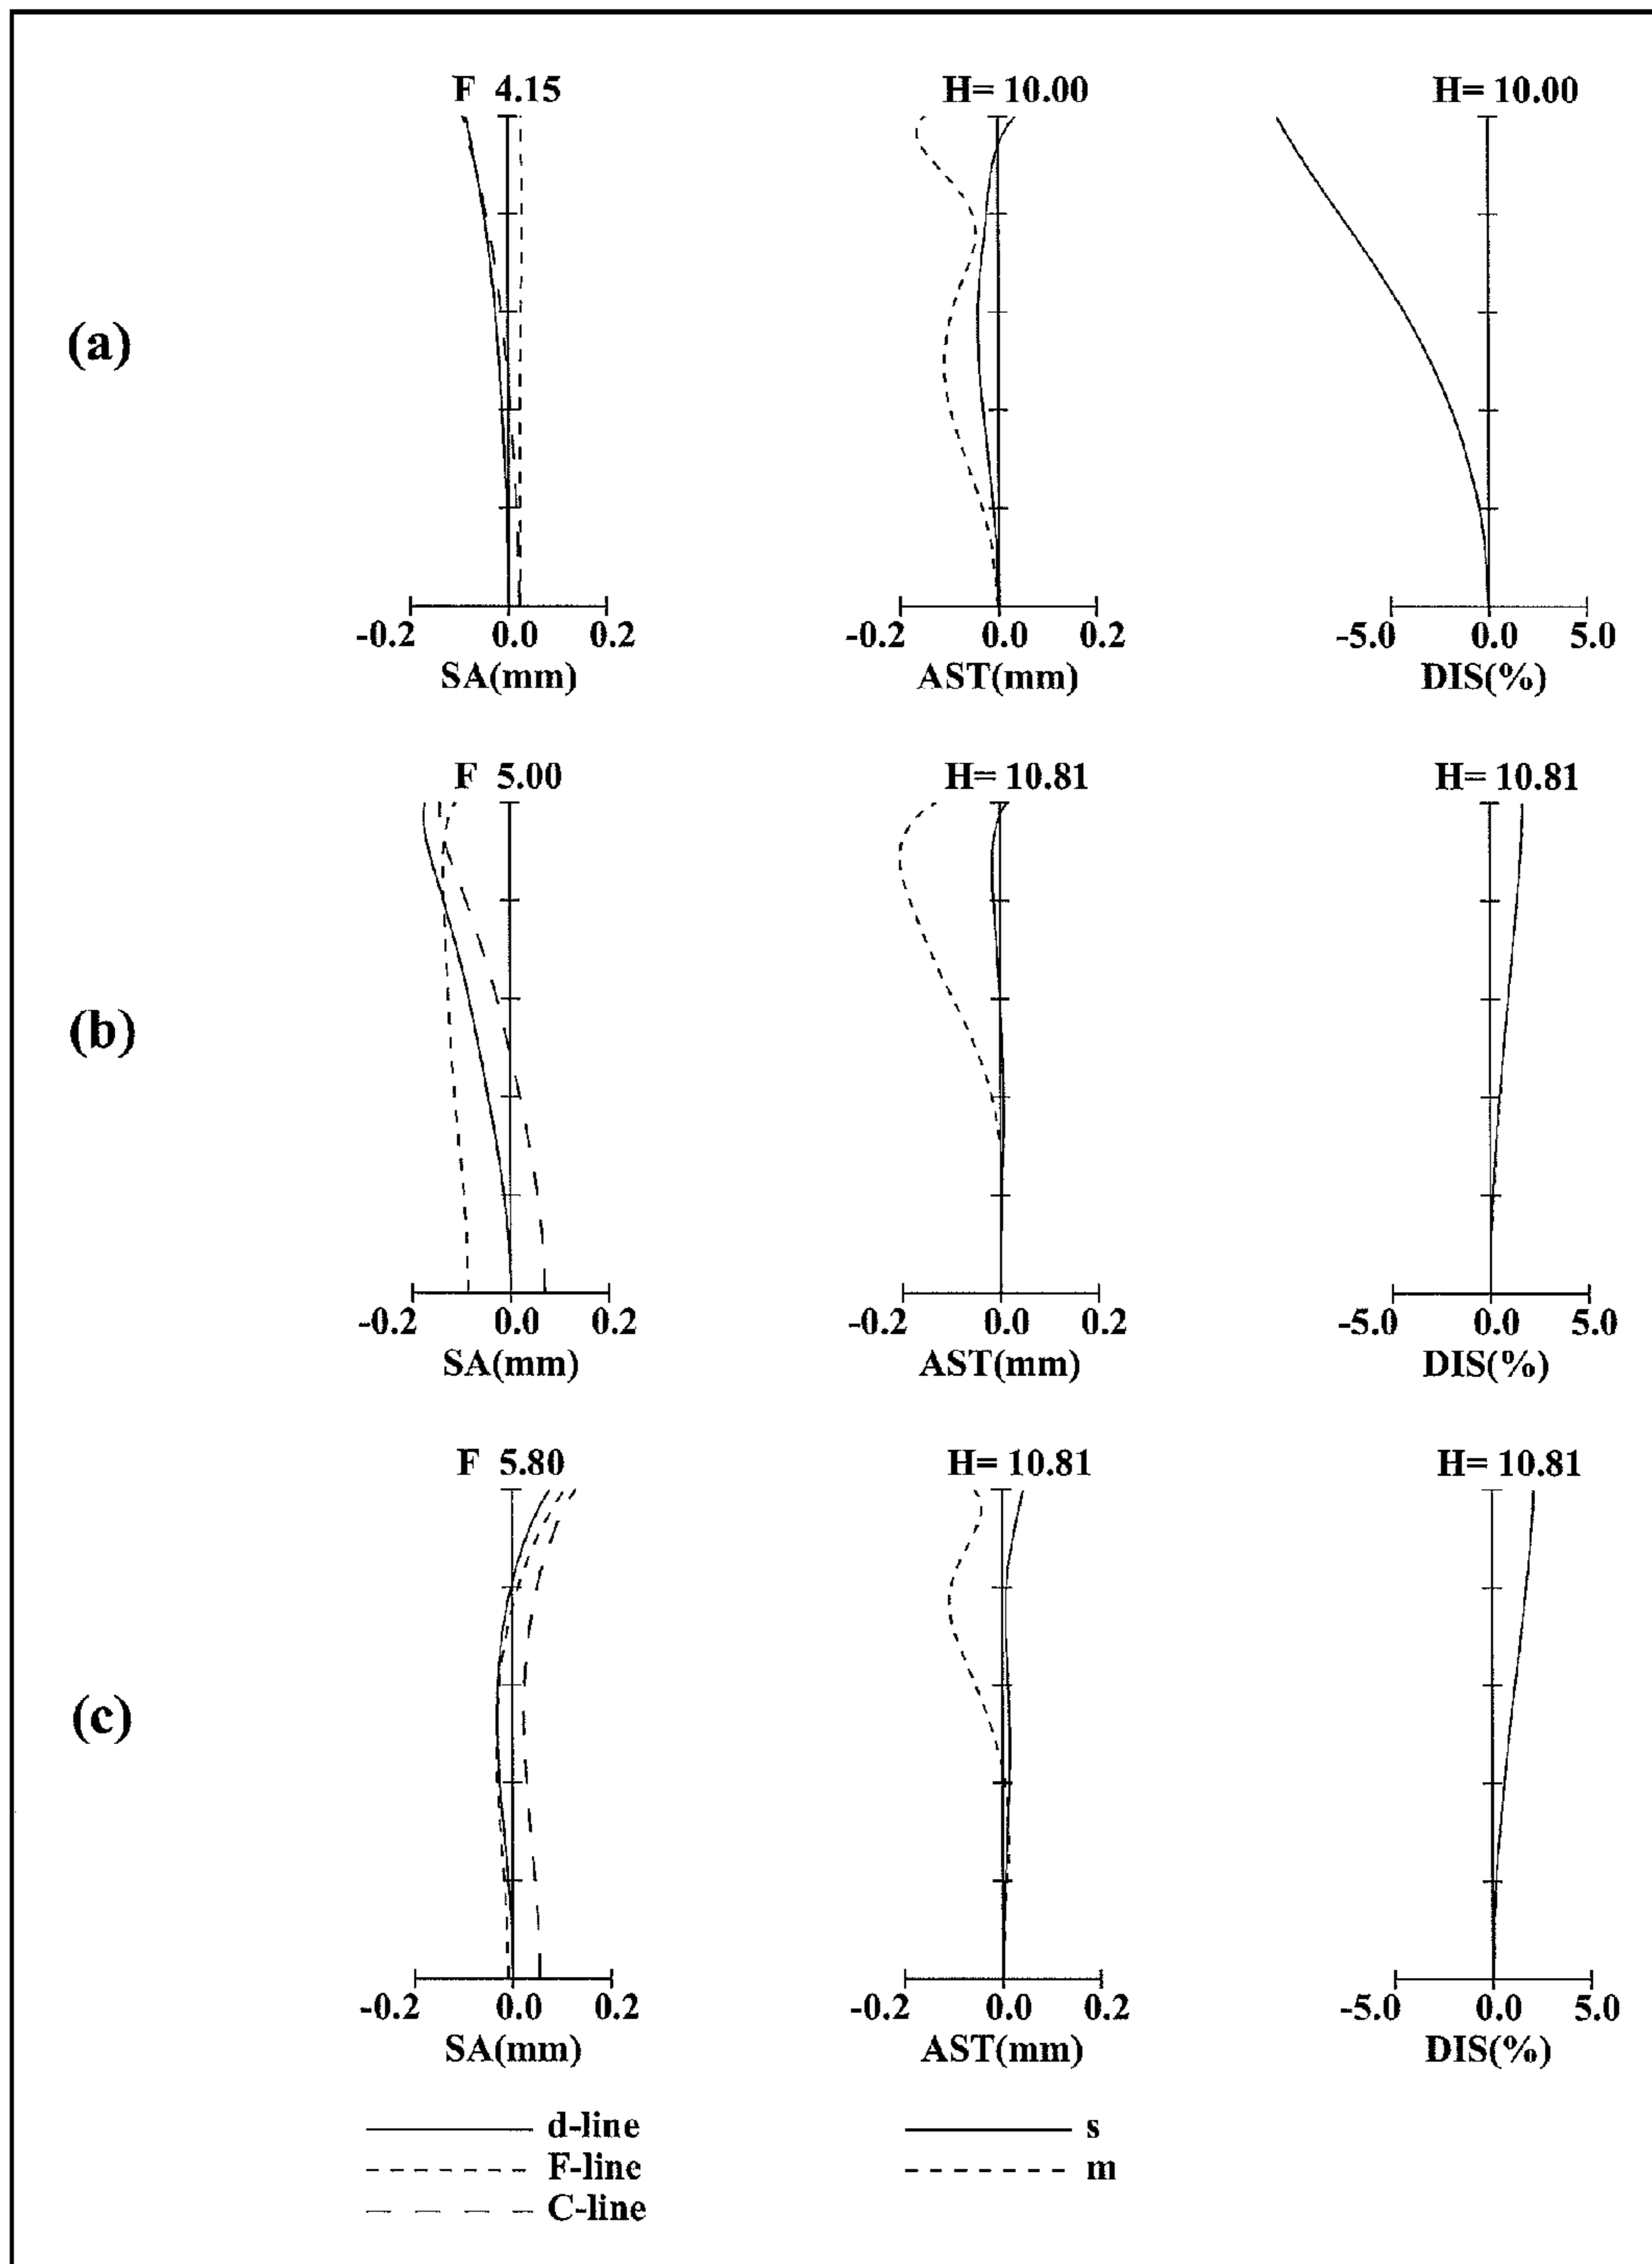 F 4.15 H= 10.00 H= 10.00
(a)
-0.2 0.0 0.2 -0.2 0.0 0.2 -5.0 0.0 5.0
SA(mm) AST(mm) DIS(%)
F 5.00 H= 10.81 H= 10.81
(b)
-0.2 0.0 0.2 -0.2 0.0 0.2 -5.0 0.0 5.0
SA(mm) AST(mm) DIS(%)
F 5.80 H= 10.81 H= 10.81
(c)
-0.2 0.0 0.2 -0.2 0.0 0.2 -5.0 0.0 5.0
SA(mm) AST(mm) DIS(%)
d-line s
F-line m
C-line